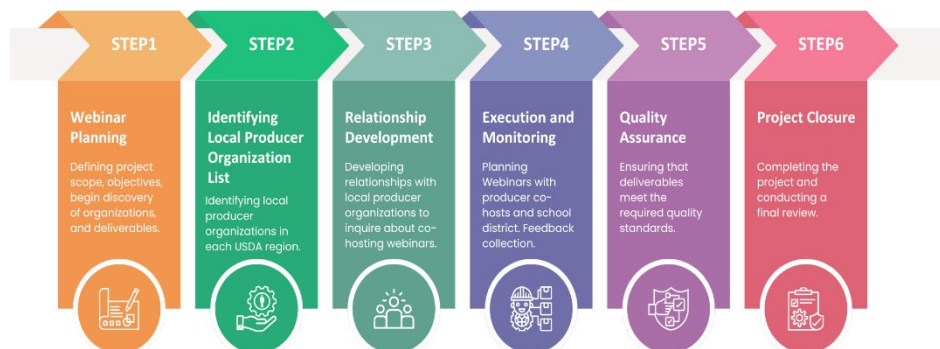 STEP1
Webinar
Planning
Defining project
scope, objectives,
begin discovery
of organizations,
and deliverables.
STEP2
Identifying
Local Producer
Organization
List
Identifying local
producer
organizations in
each USDA region.
STEP3
Relationship
Development
Developing
relationships with
local producer
organizations to
inquire about co-
hosting webinars.
STEP4
Execution and
Monitoring
Planning
Webinars with
producer co-
hosts and school
district. Feedback
collection.
STEP5
Quality
Assurance
Ensuring that
deliverables
meet the
required quality
standards.
STEP6
Project Closure
Completing the
project and
conducting a
final review.